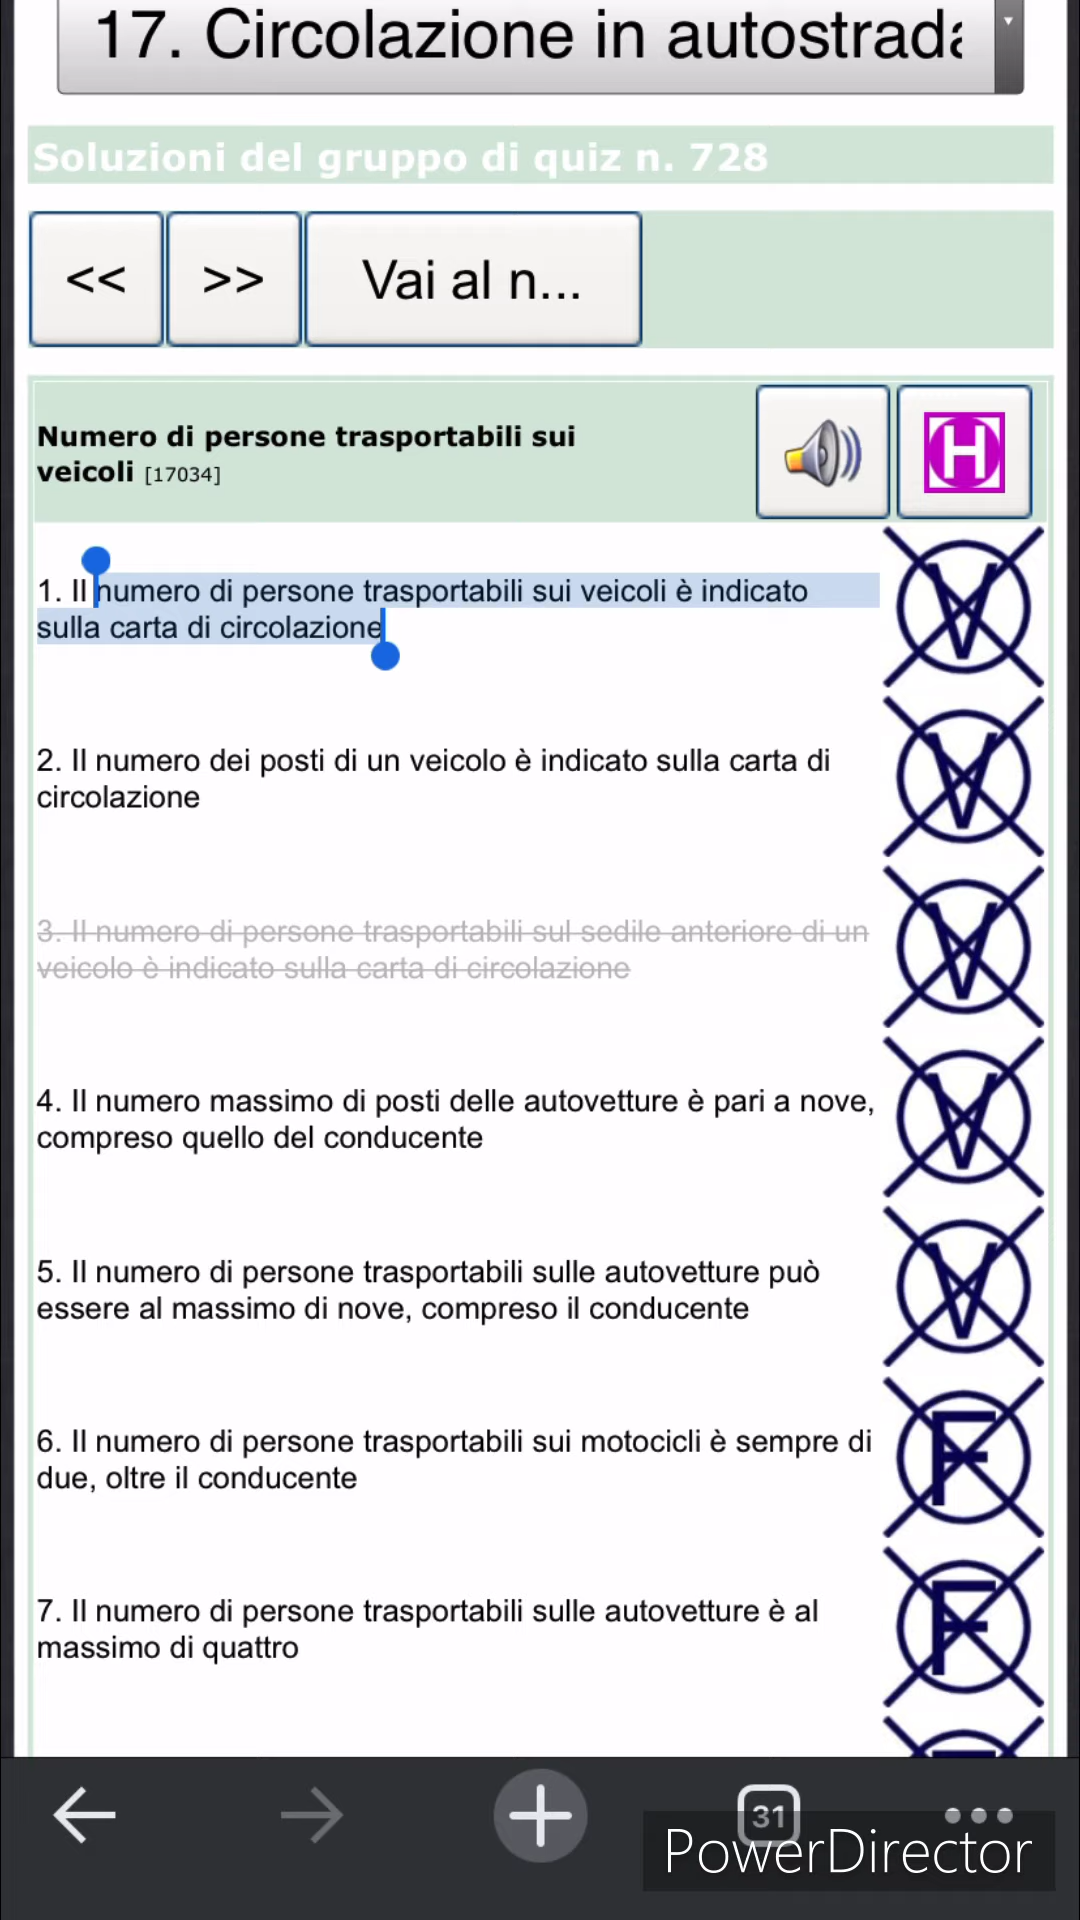 17. Circolazione in autostrada
Soluzioni del gruppo di quiz n. 728
<< >> Vai al n...
Numero di persone trasportabili sui
veicoli [17034]
H
1. Il numero di persone trasportabili sui veicoli è indicato
sulla carta di circolazione
V
2. Il numero dei posti di un veicolo è indicato sulla carta di
circolazione
V
3. Il numero di persone trasportabili sul sedile anteriore di un
veicolo è indicato sulla carta di circolazione
V
4. Il numero massimo di posti delle autovetture è pari a nove,
compreso quello del conducente
V
5. Il numero di persone trasportabili sulle autovetture può
essere al massimo di nove, compreso il conducente
V
6. Il numero di persone trasportabili sui motocicli è sempre di
due, oltre il conducente
F
7. Il numero di persone trasportabili sulle autovetture è al
massimo di quattro
F
31
PowerDirector